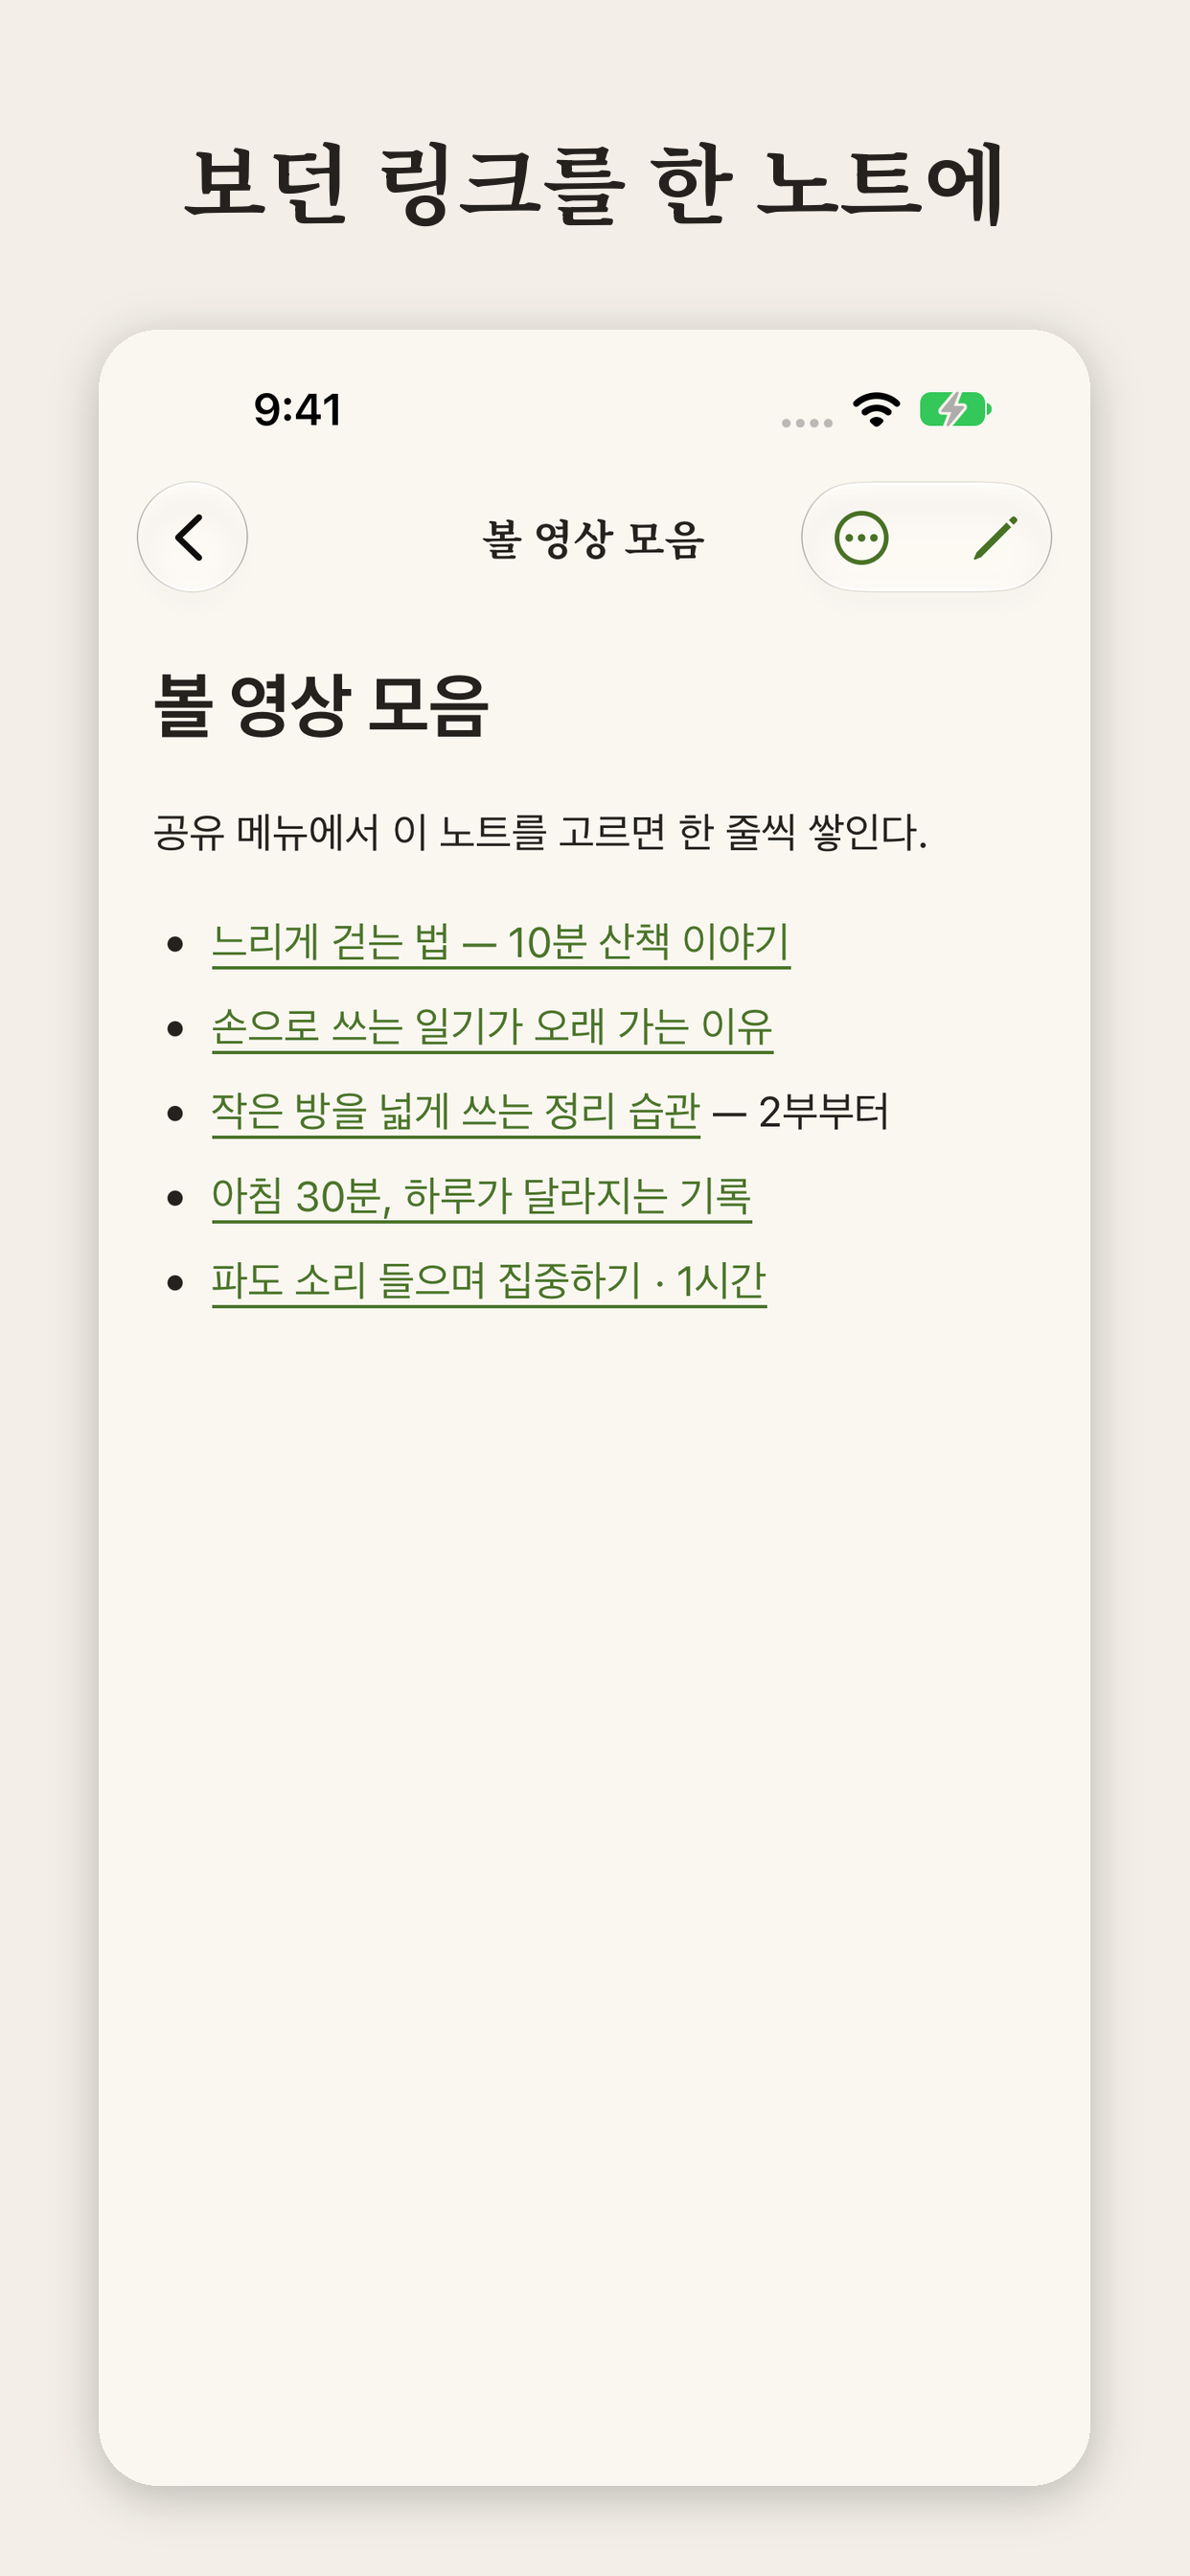 보던 링크를 한 노트에
9:41
볼 영상 모음
볼 영상 모음
공유 메뉴에서 이 노트를 고르면 한 줄씩 쌓인다.
• 느리게 걷는 법 — 10분 산책 이야기
• 손으로 쓰는 일기가 오래 가는 이유
• 작은 방을 넓게 쓰는 정리 습관 — 2부부터
• 아침 30분, 하루가 달라지는 기록
• 파도 소리 들으며 집중하기 · 1시간